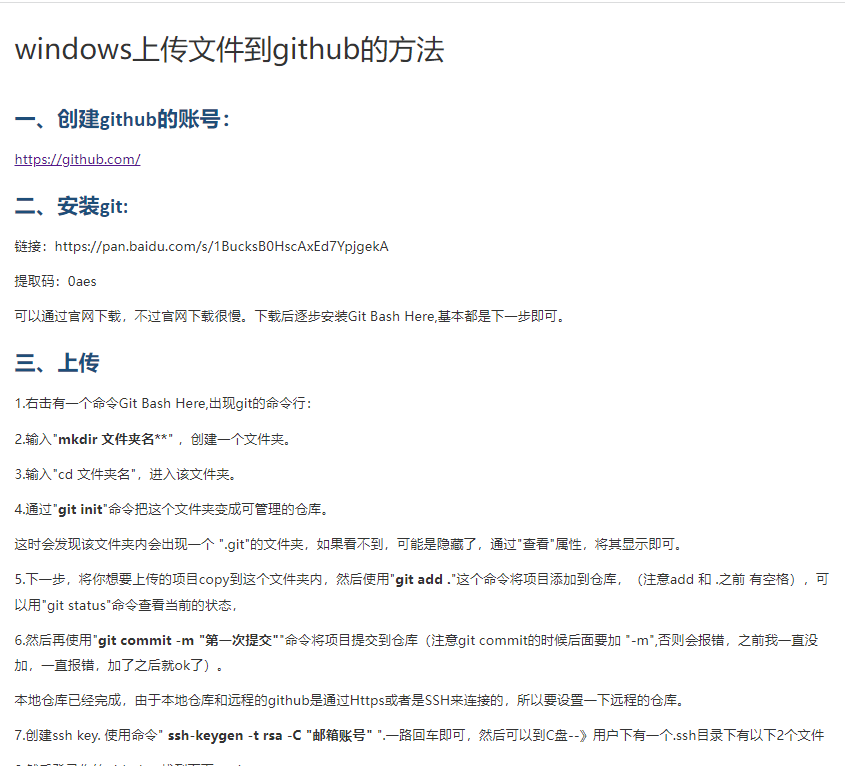 windows上传文件到github的方法
一、创建github的账号：
https://github.com/
二、安装git:
链接：https://pan.baidu.com/s/1BucksB0HscAxEd7YpjgekA
提取码：0aes
可以通过官网下载，不过官网下载很慢。下载后逐步安装Git Bash Here,基本都是下一步即可。
三、上传
1.右击有一个命令Git Bash Here,出现git的命令行：
2.输入"mkdir 文件夹名**" ，创建一个文件夹。
3.输入"cd 文件夹名"，进入该文件夹。
4.通过"git init"命令把这个文件夹变成可管理的仓库。
这时会发现该文件夹内会出现一个 ".git"的文件夹，如果看不到，可能是隐藏了，通过"查看"属性，将其显示即可。
5.下一步，将你想要上传的项目copy到这个文件夹内，然后使用"git add ."这个命令将项目添加到仓库，（注意add 和 .之前 有空格），可
以用"git status"命令查看当前的状态，
6.然后再使用"git commit -m "第一次提交""命令将项目提交到仓库（注意git commit的时候后面要加 "-m",否则会报错，之前我一直没
加，一直报错，加了之后就ok了）。
本地仓库已经完成，由于本地仓库和远程的github是通过Https或者是SSH来连接的，所以要设置一下远程的仓库。
7.创建ssh key. 使用命令" ssh-keygen -t rsa -C "邮箱账号" ".一路回车即可，然后可以到C盘--》用户下有一个.ssh目录下有以下2个文件